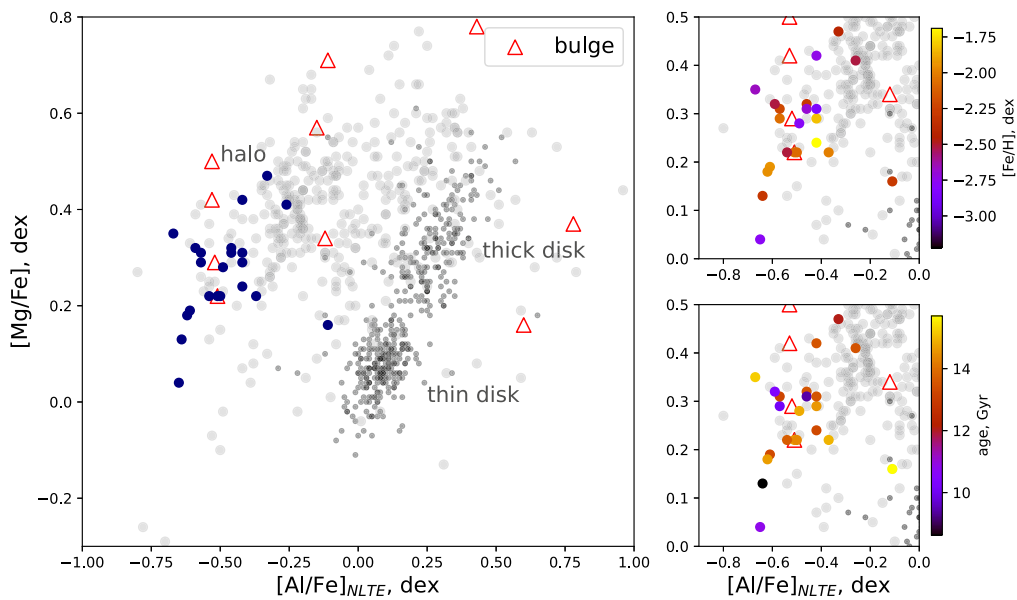 0.8
0.6
0.4
0.2
0.0
−0.2
[Mg/Fe], dex
bulge
halo
thick disk
thin disk
−1.00 −0.75 −0.50 −0.25 0.00 0.25 0.50 0.75 1.00
[Al/Fe]NLTE, dex
0.5
0.4
0.3
0.2
0.1
0.0
−0.8 −0.6 −0.4 −0.2 −0.0
−1.75
−2.00
−2.25
−2.50
−2.75
−3.00
[Fe/H], dex
0.5
0.4
0.3
0.2
0.1
0.0
−0.8 −0.6 −0.4 −0.2 −0.0
[Al/Fe]NLTE, dex
14
12
10
age, Gyr